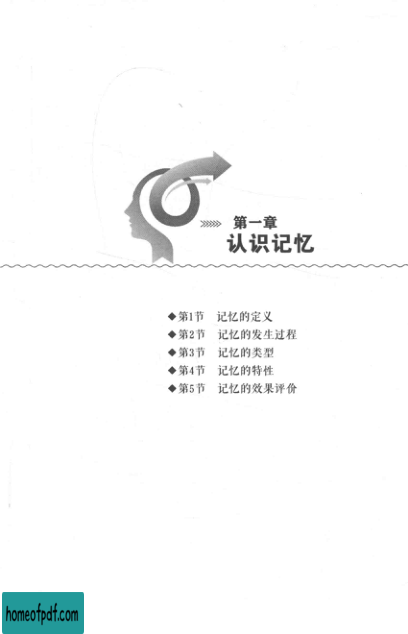 第一章
认识记忆
◆第1节 记忆的定义
◆第2节 记忆的发生过程
◆第3节 记忆的类型
◆第4节 记忆的特性
◆第5节 记忆的效果评价
homeofpdf.com